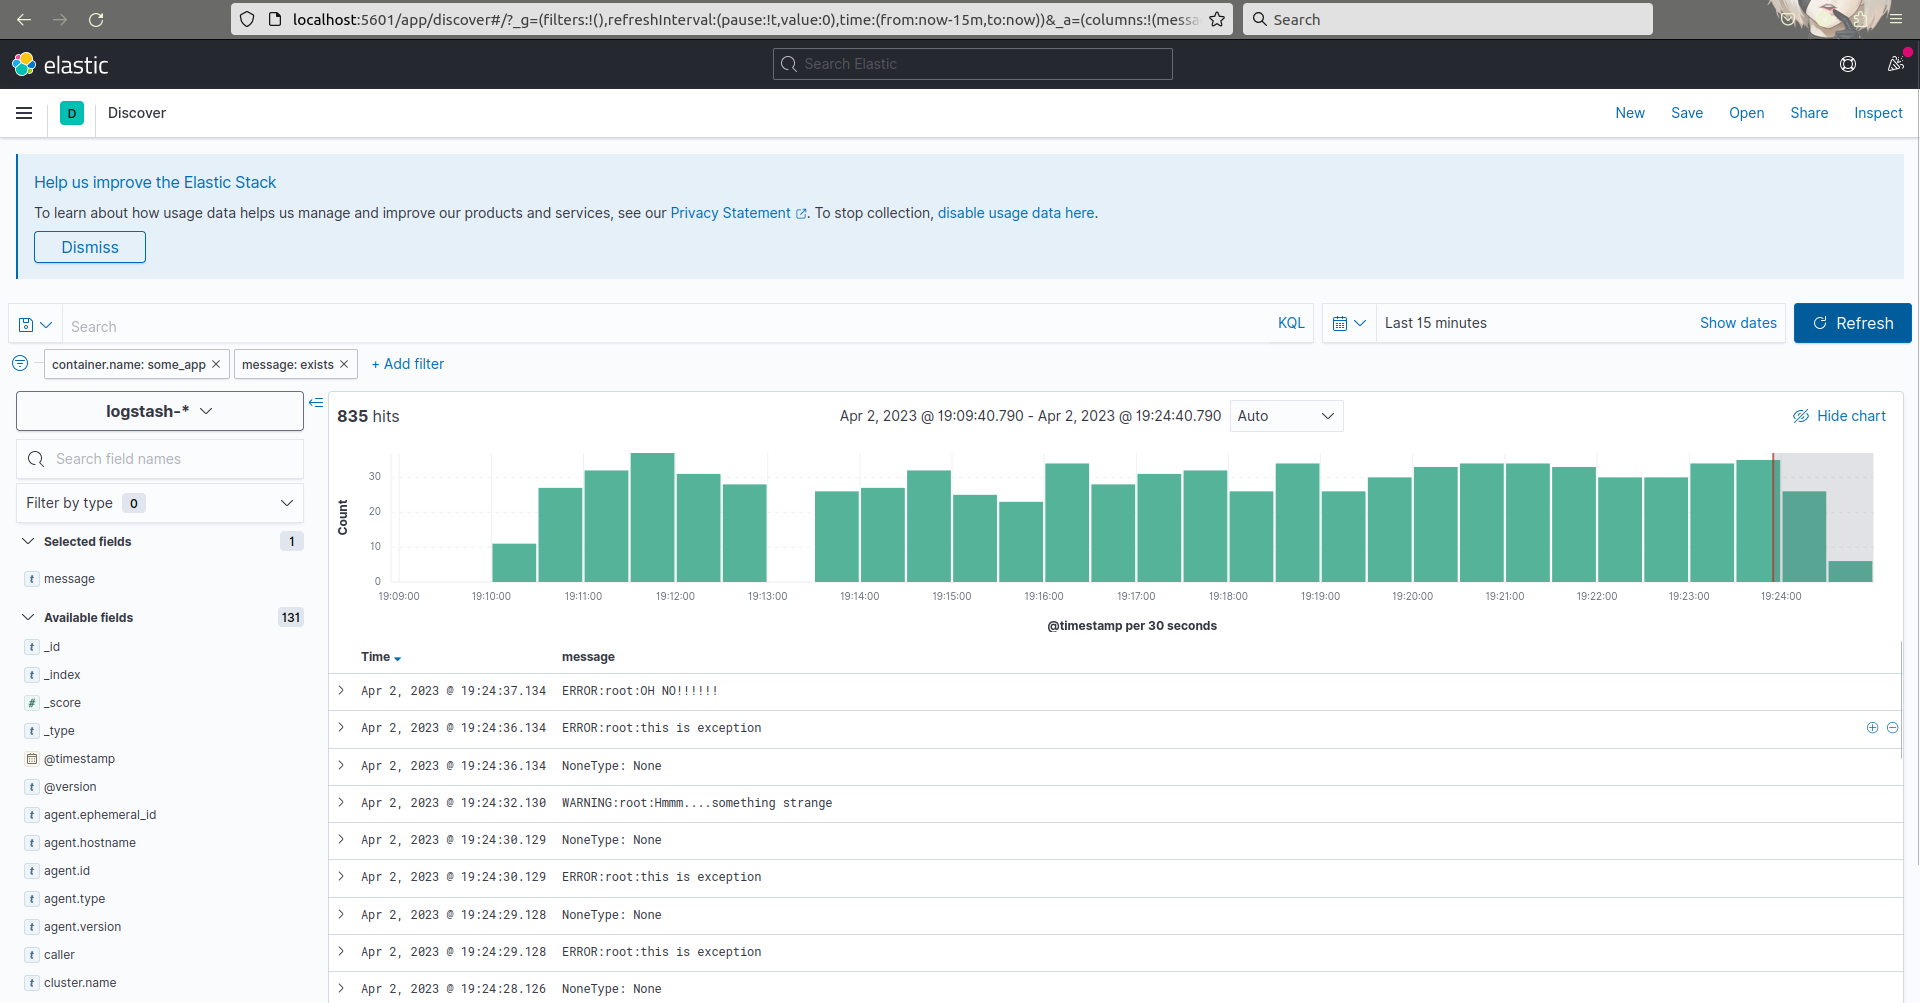 localhost:5601/app/discover#/?_g=(filters:!(),refreshInterval:(pause:!t,value:0),time:(from:now-15m,to:now))&_a=(columns:!(messa
Search
elastic
Search Elastic
D
Discover
New
Save
Open
Share
Inspect
Help us improve the Elastic Stack
To learn about how usage data helps us manage and improve our products and services, see our Privacy Statement. To stop collection, disable usage data here.
Dismiss
Search
KQL
Last 15 minutes
Show dates
Refresh
container.name: some_app ×
message: exists ×
+ Add filter
logstash-*
Search field names
Filter by type 0
Selected fields 1
t message
Available fields 131
t _id
t _index
# _score
t _type
@timestamp
t @version
t agent.ephemeral_id
t agent.hostname
t agent.id
t agent.type
t agent.version
t caller
t cluster.name
835 hits
Apr 2, 2023 @ 19:09:40.790 - Apr 2, 2023 @ 19:24:40.790
Auto
Hide chart
Count
30
20
10
0
19:09:00 19:10:00 19:11:00 19:12:00 19:13:00 19:14:00 19:15:00 19:16:00 19:17:00 19:18:00 19:19:00 19:20:00 19:21:00 19:22:00 19:23:00 19:24:00
@timestamp per 30 seconds
Time message
Apr 2, 2023 @ 19:24:37.134 ERROR:root:OH NO!!!!!!
Apr 2, 2023 @ 19:24:36.134 ERROR:root:this is exception
Apr 2, 2023 @ 19:24:36.134 NoneType: None
Apr 2, 2023 @ 19:24:32.130 WARNING:root:Hmmm....something strange
Apr 2, 2023 @ 19:24:30.129 NoneType: None
Apr 2, 2023 @ 19:24:30.129 ERROR:root:this is exception
Apr 2, 2023 @ 19:24:29.128 NoneType: None
Apr 2, 2023 @ 19:24:29.128 ERROR:root:this is exception
Apr 2, 2023 @ 19:24:28.126 NoneType: None